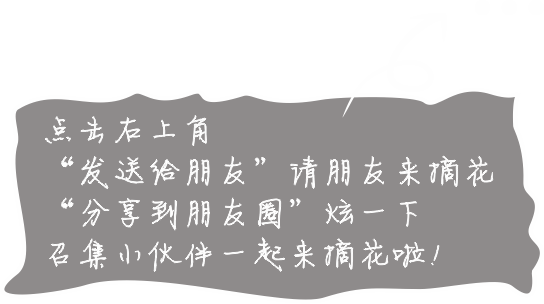 点击右上角
“发送给朋友”请朋友来摘花
“分享到朋友圈”炫一下
召集小伙伴一起来摘花啦！